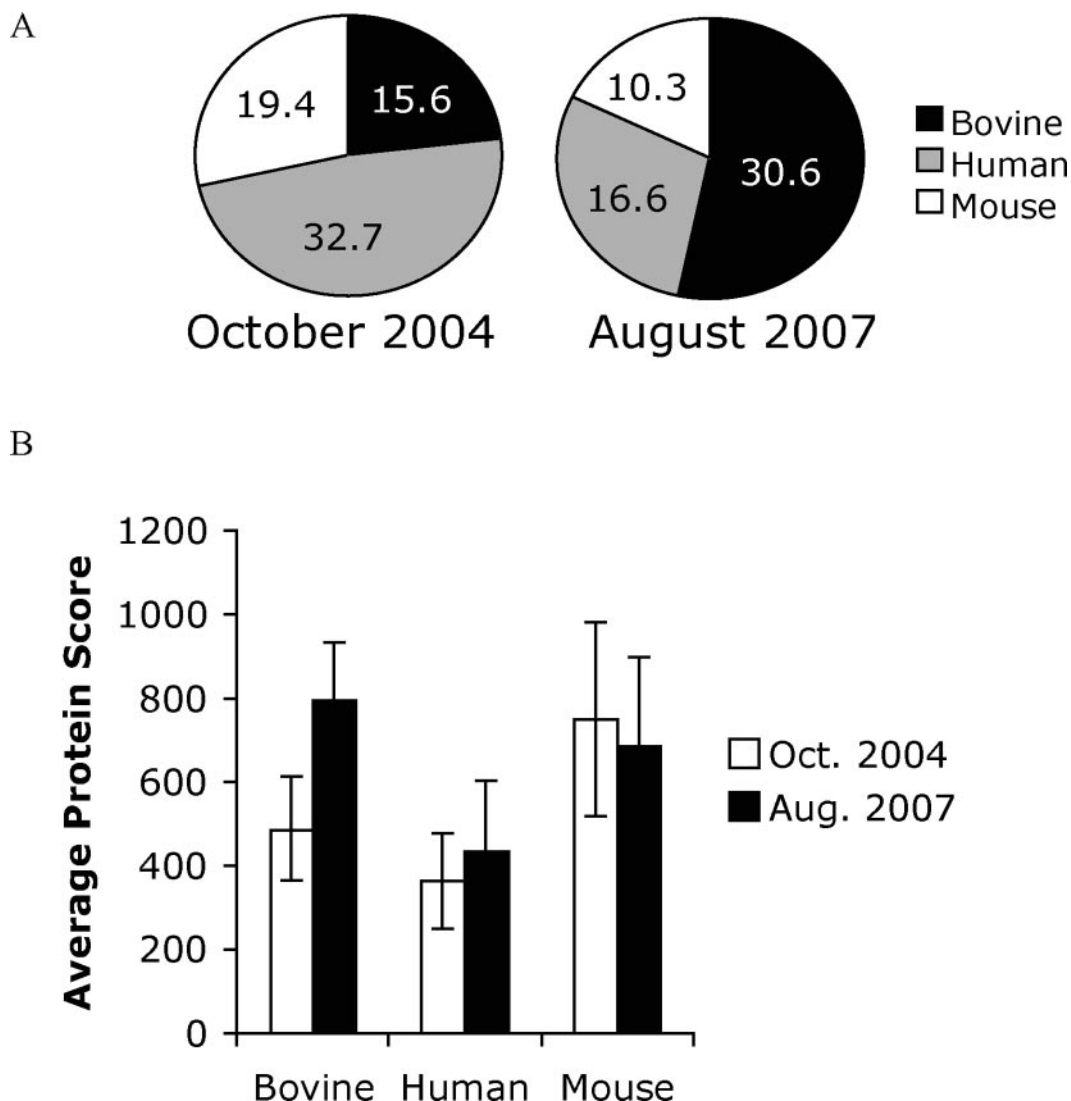 A
19.4
15.6
32.7
October 2004
10.3
16.6
30.6
August 2007
Bovine
Human
Mouse
B
Average Protein Score
1200
1000
800
600
400
200
0
Bovine
Human
Mouse
Oct. 2004
Aug. 2007